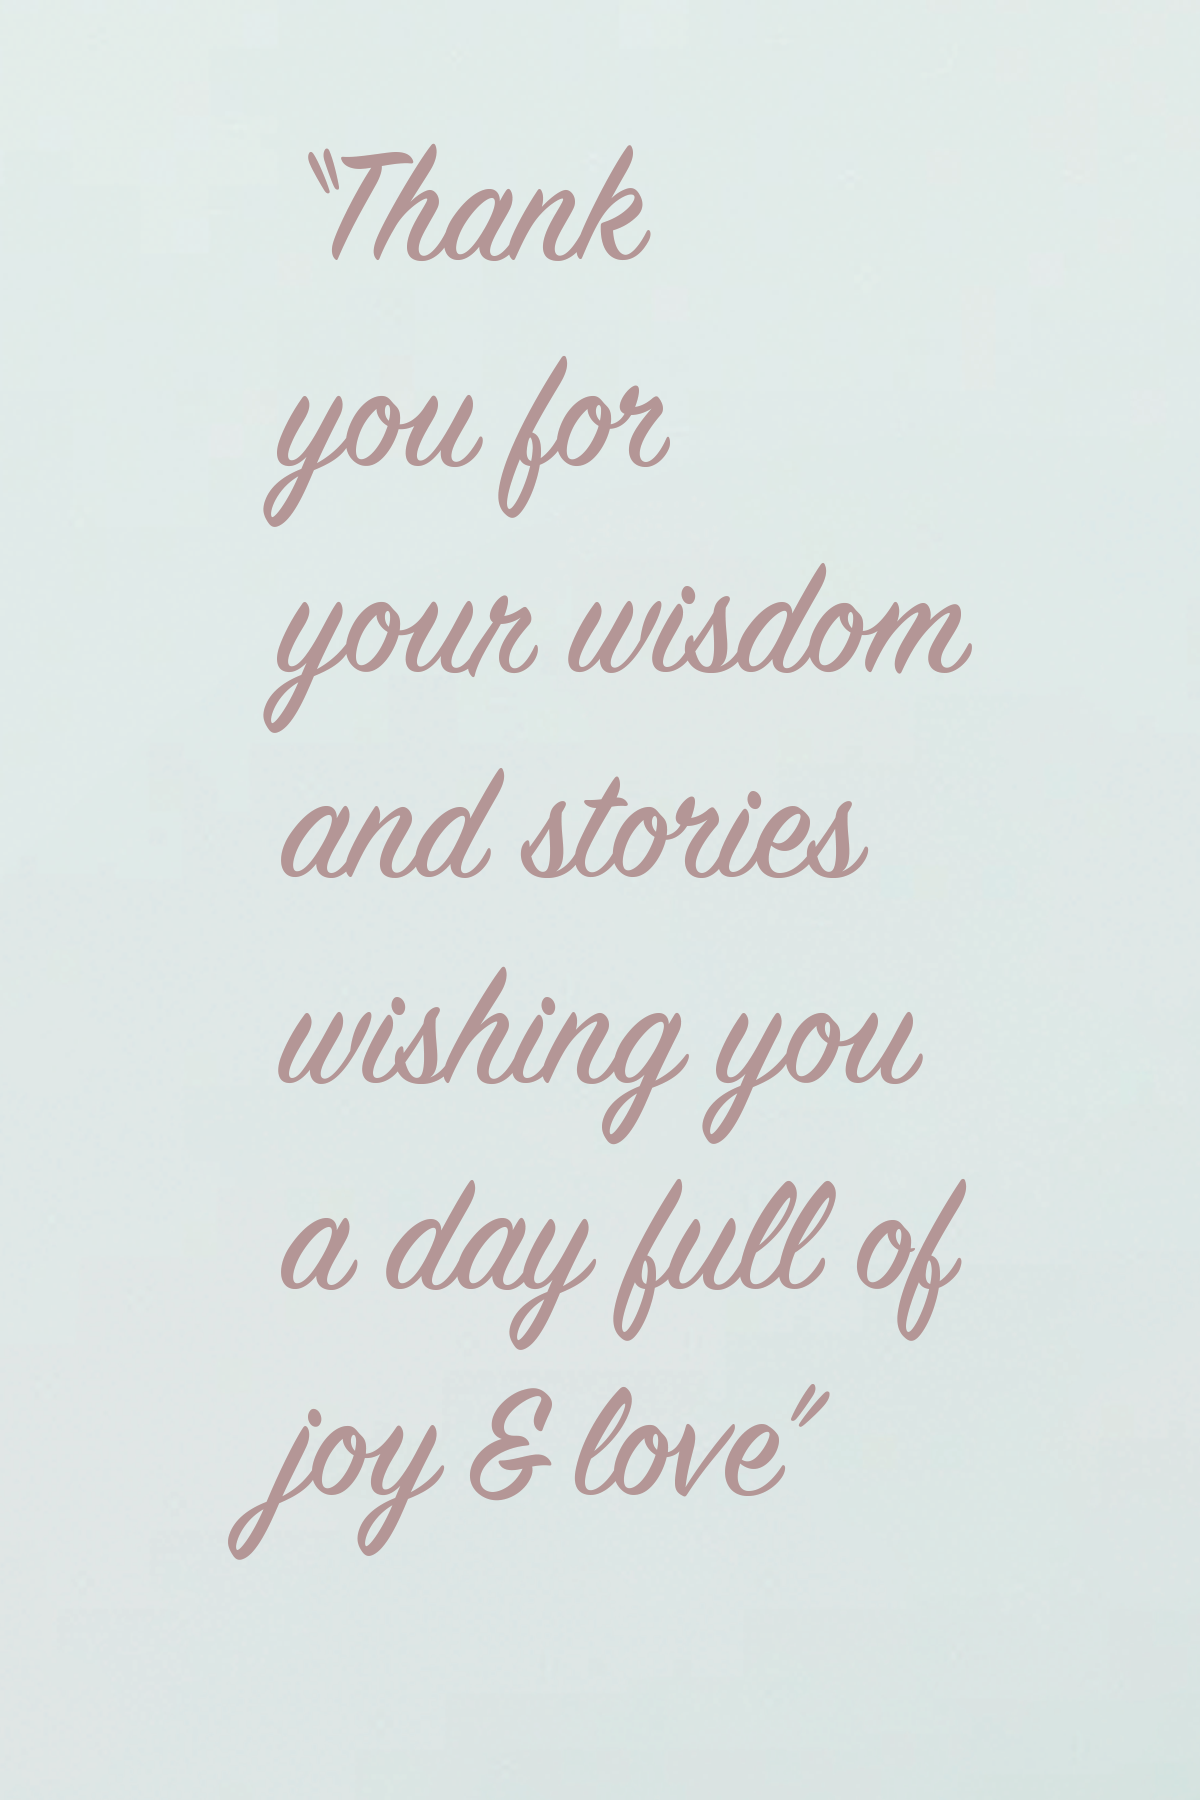 "Thank
you for
your wisdom
and stories
wishing you
a day full of
joy & love"